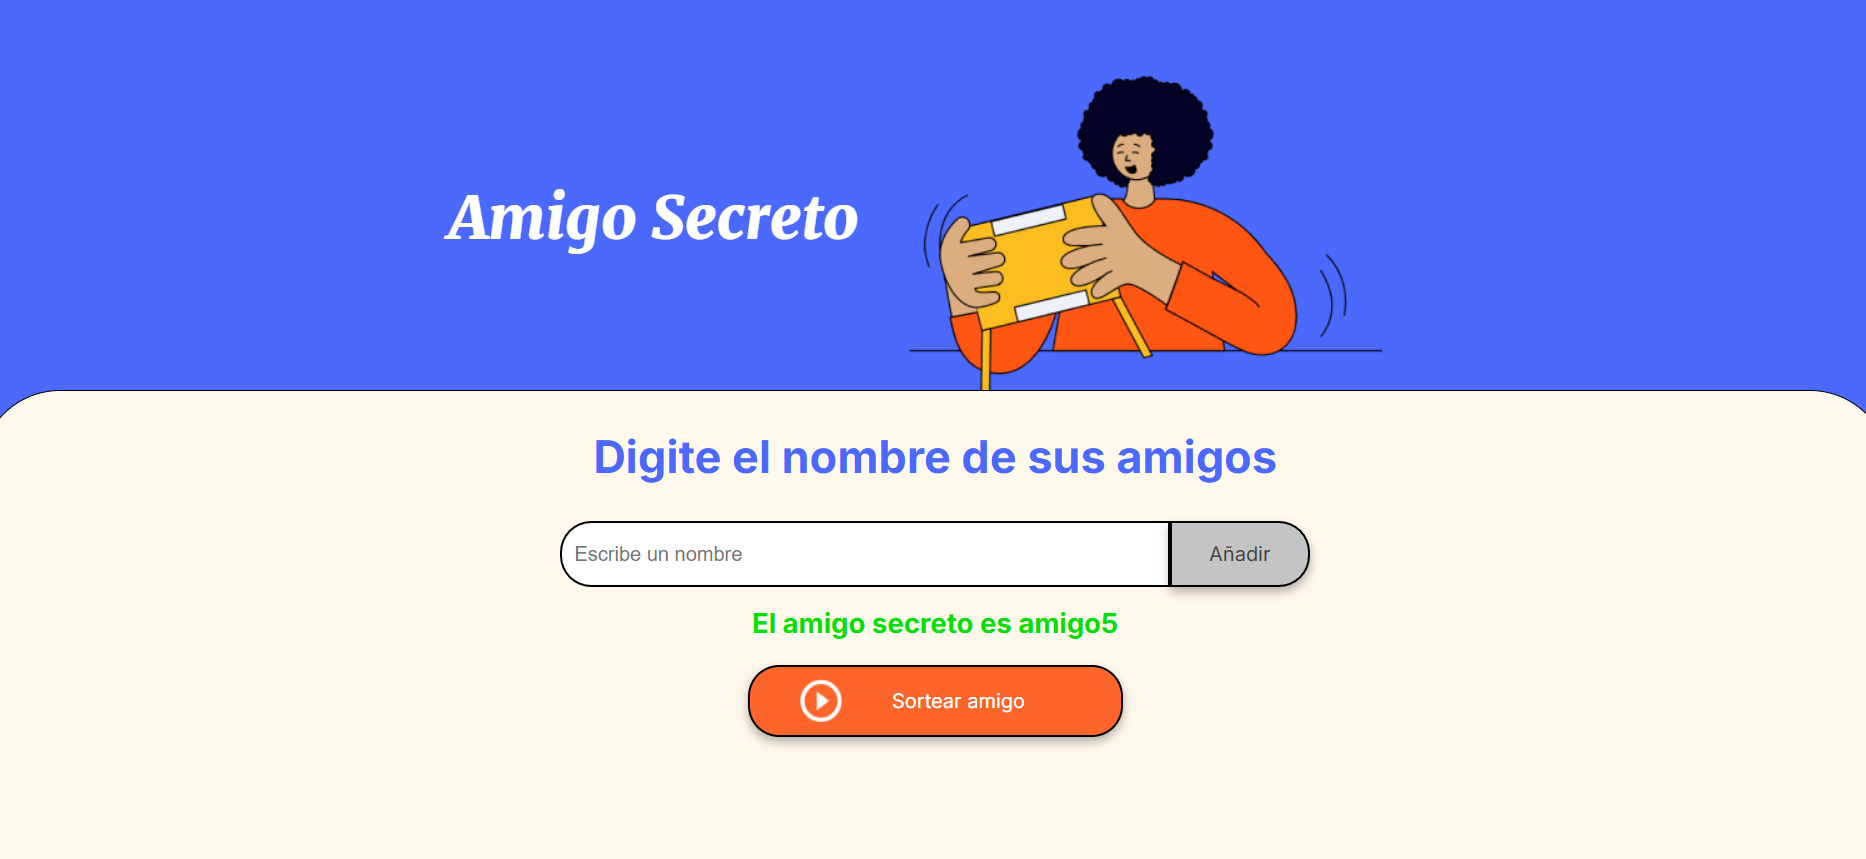 Amigo Secreto
Digite el nombre de sus amigos
Escribe un nombre
Añadir
El amigo secreto es amigo5
Sortear amigo